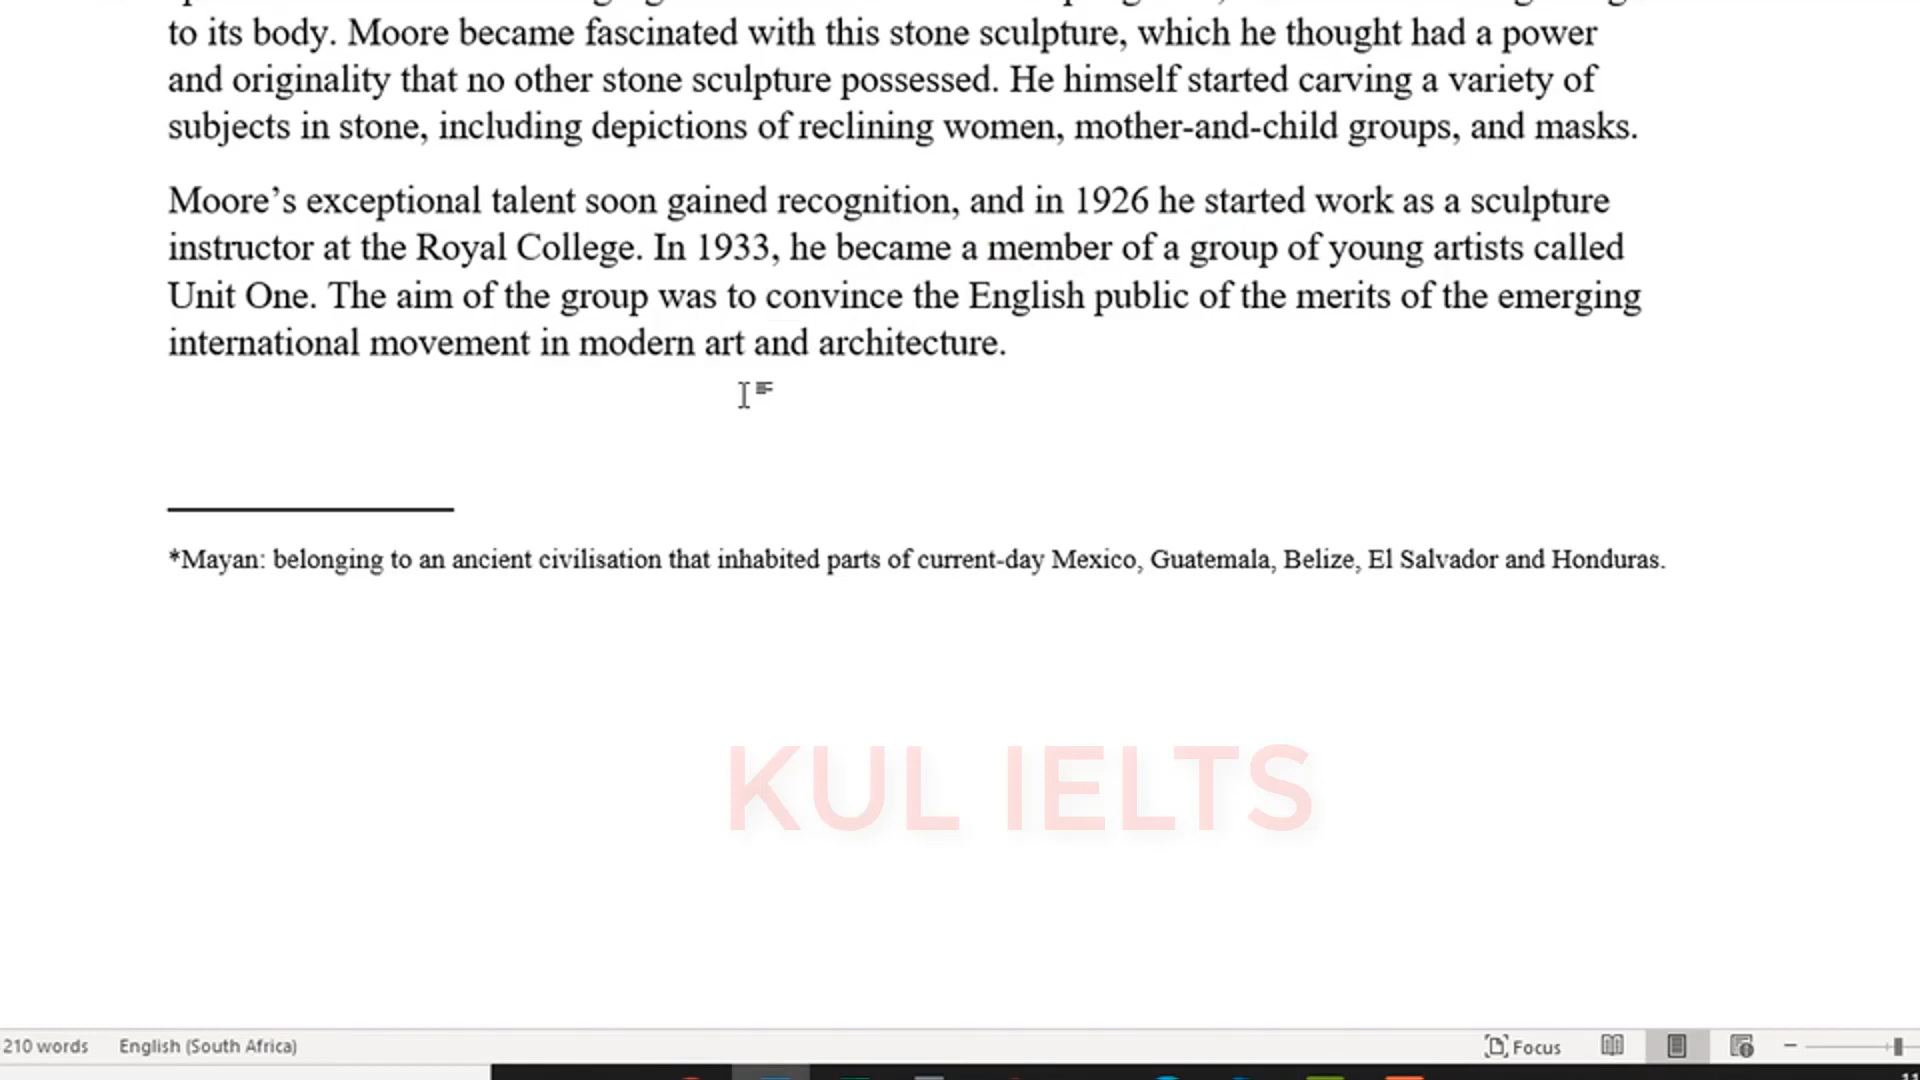 to its body. Moore became fascinated with this stone sculpture, which he thought had a power
and originality that no other stone sculpture possessed. He himself started carving a variety of
subjects in stone, including depictions of reclining women, mother-and-child groups, and masks.
Moore’s exceptional talent soon gained recognition, and in 1926 he started work as a sculpture
instructor at the Royal College. In 1933, he became a member of a group of young artists called
Unit One. The aim of the group was to convince the English public of the merits of the emerging
international movement in modern art and architecture.
*Mayan: belonging to an ancient civilisation that inhabited parts of current-day Mexico, Guatemala, Belize, El Salvador and Honduras.
KUL IELTS
210 words English (South Africa) Focus